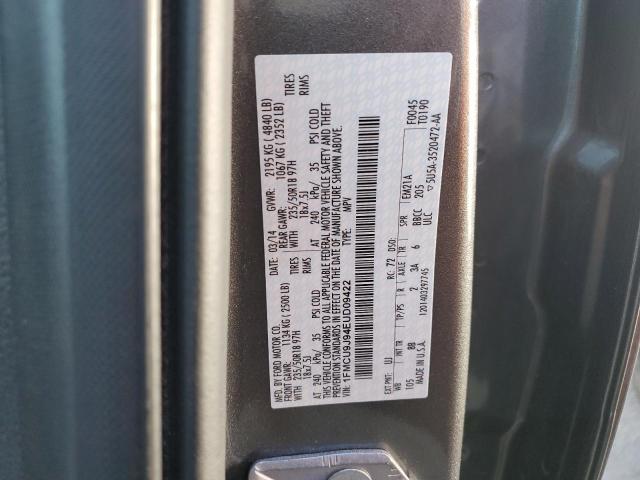 MFD. BY FORD MOTOR CO.
DATE: 03/14 GVWR: 2195 KG ( 4840 LB)
FRONT GAWR: 1134 KG ( 2500 LB) REAR GAWR: 1067 KG ( 2352 LB)
WITH 235/50R18 97H TIRES WITH 235/50R18 97H TIRES
18x7.5J RIMS 18x7.5J RIMS
AT 240 kPa/ 35 PSI COLD AT 240 kPa/ 35 PSI COLD
THIS VEHICLE CONFORMS TO ALL APPLICABLE FEDERAL MOTOR VEHICLE SAFETY AND THEFT
PREVENTION STANDARDS IN EFFECT ON THE DATE OF MANUFACTURE SHOWN ABOVE.
VIN: 1FMCU9J94EUD09422 TYPE: MPV
F0045
T0190
EXT PNT: UJ RC: 72 DSO:
WB INT TR TP/PS R AXLE TR SPR EM21A
105 8B 2 3A 6 BBCC 205
MADE IN U.S.A. 1201403297745 ULC ▽5U5A-3520472-AA